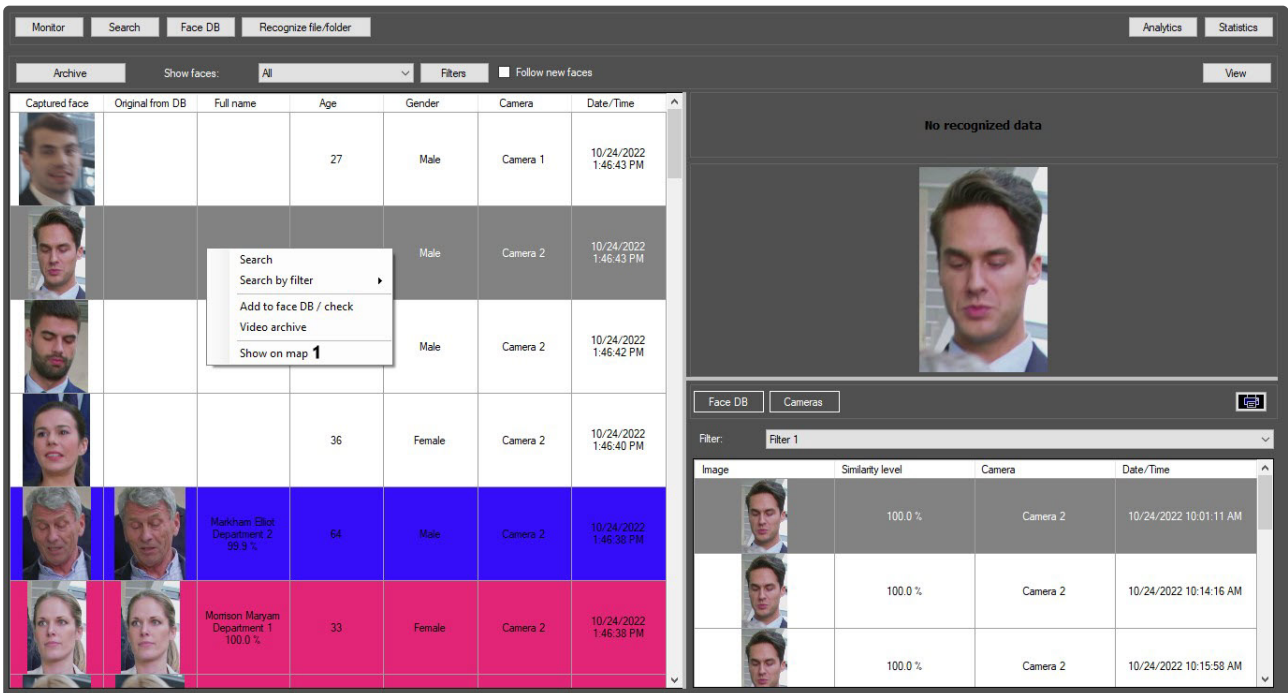 Monitor Search Face DB Recognize file/folder Analytics Statistics
Archive Show faces: All Filters Follow new faces View
Captured face Original from DB Full name Age Gender Camera Date/Time
27 Male Camera 1 10/24/2022
1:46:43 PM
Male Camera 2 10/24/2022
1:46:43 PM
Search
Search by filter
Add to face DB / check
Video archive
Show on map 1
Male Camera 2 10/24/2022
1:46:42 PM
36 Female Camera 2 10/24/2022
1:46:40 PM
Markham Elliot
Department 2
99.9 %
64 Male Camera 2 10/24/2022
1:46:38 PM
Morrison Maryam
Department 1
100.0 %
33 Female Camera 2 10/24/2022
1:46:38 PM
No recognized data
Face DB Cameras
Filter: Filter 1
Image Similarity level Camera Date/Time
100.0 % Camera 2 10/24/2022 10:01:11 AM
100.0 % Camera 2 10/24/2022 10:14:16 AM
100.0 % Camera 2 10/24/2022 10:15:58 AM